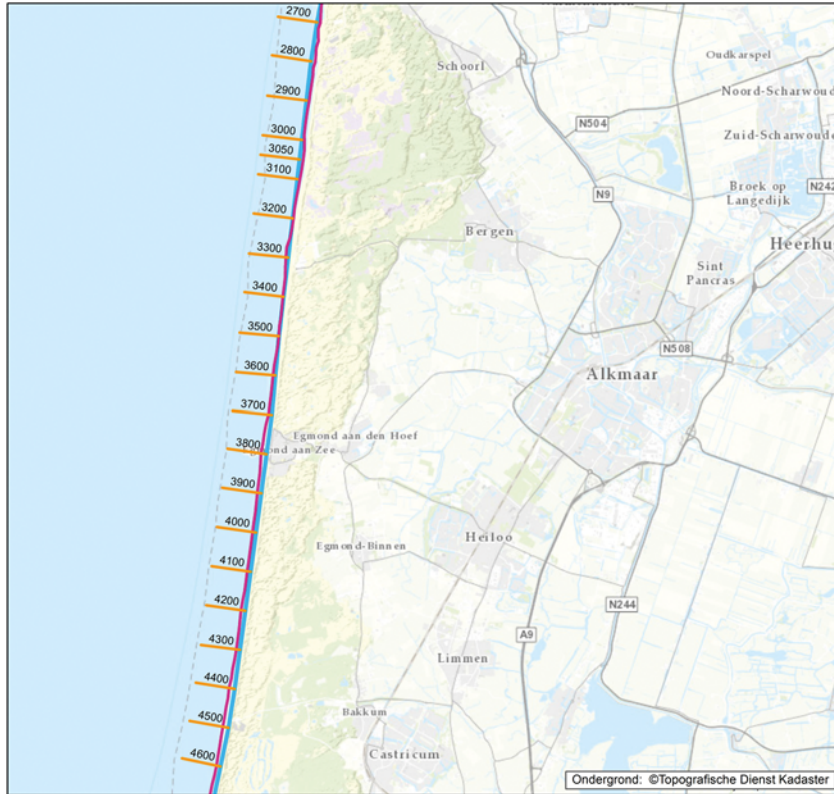 2700
2800
2900
3000
3050
3100
3200
3300
3400
3500
3600
3700
3800
3900
4000
4100
4200
4300
4400
4500
4600
Schoorl
Oudkarspel
Noord-Scharwoude
N504
Zuid-Scharwoude
N9
Broek op
Langedijk
N242
Bergen
Heerhu
Sint
Pancras
N508
Alkmaar
Egmond aan den Hoef
Egmond aan Zee
Egmond-Binnen
Heiloo
N244
A9
Limmen
Bakkum
Castricum
Ondergrond: ©Topografische Dienst Kadaster